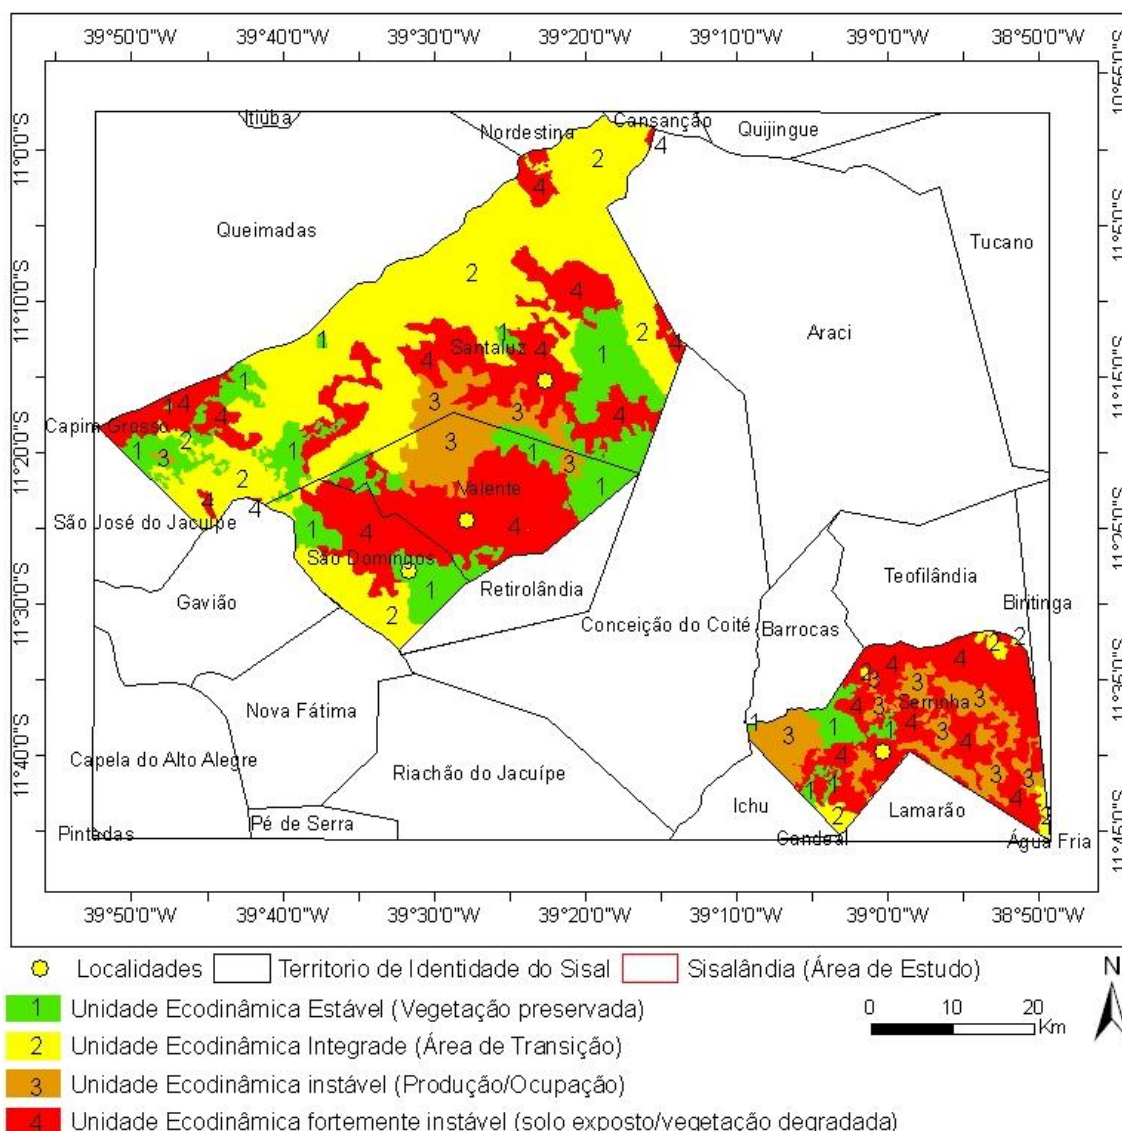 39°50'0"W 39°40'0"W 39°30'0"W 39°20'0"W 39°10'0"W 39°0'0"W 38°50'0"W
10°55'0"S
11°0'0"S
11°5'0"S
11°10'0"S
11°15'0"S
11°20'0"S
11°25'0"S
11°30'0"S
11°35'0"S
11°40'0"S
11°45'0"S
Itiúba
Nordestina
Cansanção
Quijingue
Queimadas
Tucano
Araci
Santaluz
Capim Grosso
Valente
São José do Jacuípe
São Domingos
Gavião
Retirolândia
Teofilândia
Biritinga
Conceição do Coité
Barrocas
Serrinha
Nova Fátima
Capela do Alto Alegre
Riachão do Jacuípe
Ichu
Lamarão
Pé de Serra
Pintadas
Candeal
Água Fria
39°50'0"W 39°40'0"W 39°30'0"W 39°20'0"W 39°10'0"W 39°0'0"W 38°50'0"W
Localidades Territorio de Identidade do Sisal Sisalândia (Área de Estudo)
N
1 Unidade Ecodinâmica Estável (Vegetação preservada)
0 10 20
Km
2 Unidade Ecodinâmica Integrade (Área de Transição)
3 Unidade Ecodinâmica instável (Produção/Ocupação)
4 Unidade Ecodinâmica fortemente instável (solo exposto/vegetação degradada)